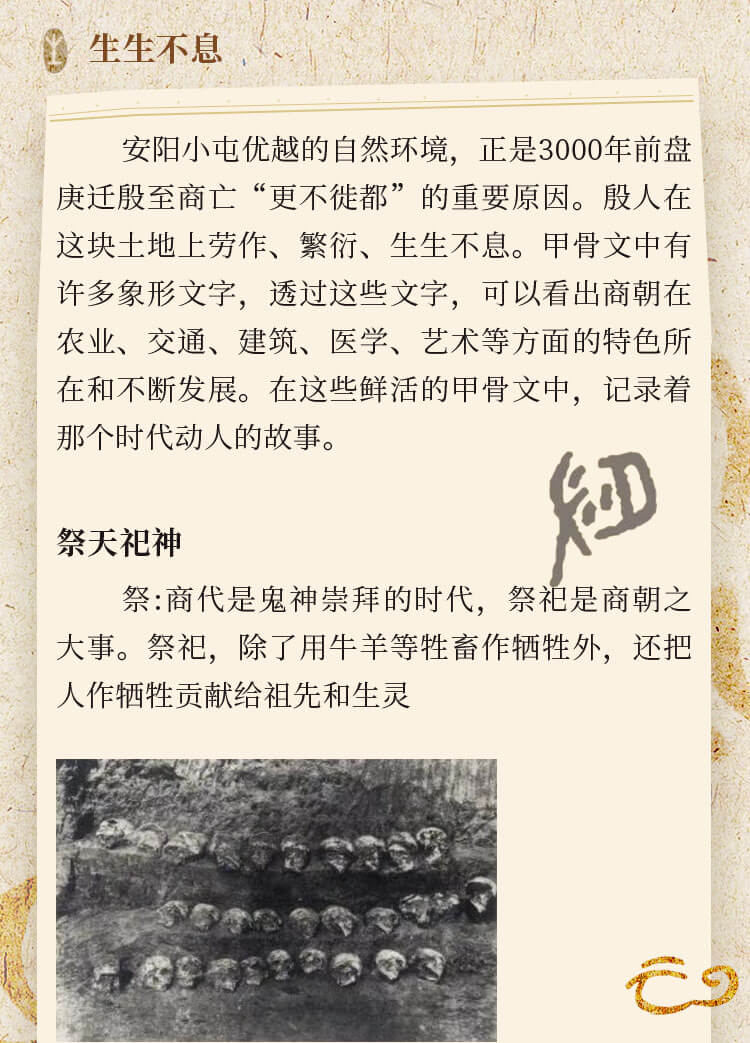 生生不息
安阳小屯优越的自然环境，正是3000年前盘
庚迁殷至商亡“更不徙都”的重要原因。殷人在
这块土地上劳作、繁衍、生生不息。甲骨文中有
许多象形文字，透过这些文字，可以看出商朝在
农业、交通、建筑、医学、艺术等方面的特色所
在和不断发展。在这些鲜活的甲骨文中，记录着
那个时代动人的故事。
祭天祀神
祭:商代是鬼神崇拜的时代，祭祀是商朝之
大事。祭祀，除了用牛羊等牲畜作牺牲外，还把
人作牺牲贡献给祖先和生灵